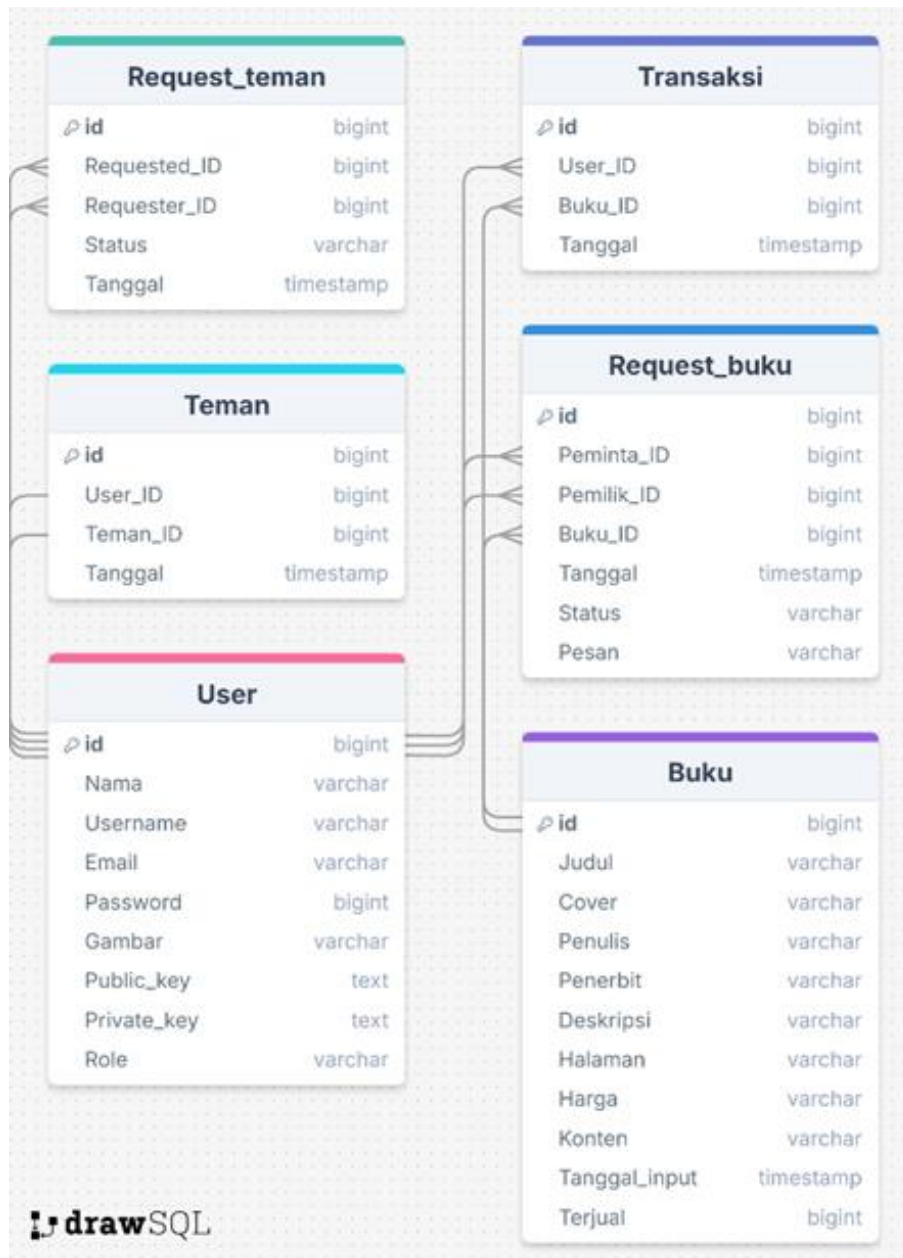 Request_teman
id bigint
Requested_ID bigint
Requester_ID bigint
Status varchar
Tanggal timestamp
Teman
id bigint
User_ID bigint
Teman_ID bigint
Tanggal timestamp
User
id bigint
Nama varchar
Username varchar
Email varchar
Password bigint
Gambar varchar
Public_key text
Private_key text
Role varchar
Transaksi
id bigint
User_ID bigint
Buku_ID bigint
Tanggal timestamp
Request_buku
id bigint
Peminta_ID bigint
Pemilik_ID bigint
Buku_ID bigint
Tanggal timestamp
Status varchar
Pesan varchar
Buku
id bigint
Judul varchar
Cover varchar
Penulis varchar
Penerbit varchar
Deskripsi varchar
Halaman varchar
Harga varchar
Konten varchar
Tanggal_input timestamp
Terjual bigint
drawSQL